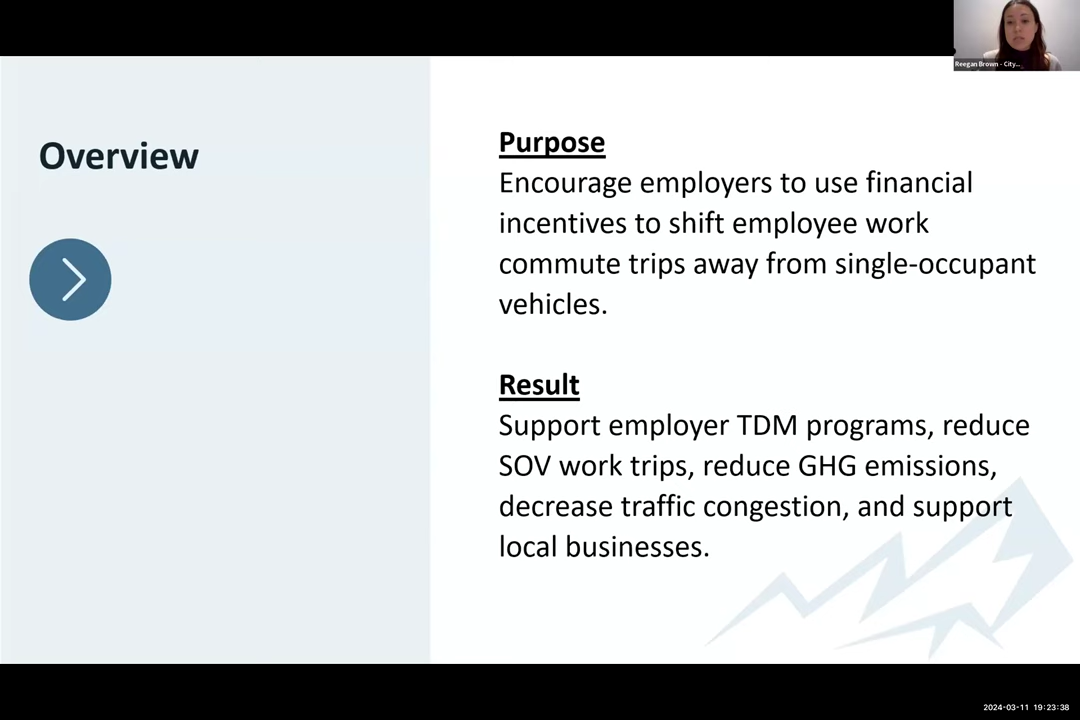 Reegan Brown - City...
Overview
Purpose
Encourage employers to use financial
incentives to shift employee work
commute trips away from single-occupant
vehicles.
Result
Support employer TDM programs, reduce
SOV work trips, reduce GHG emissions,
decrease traffic congestion, and support
local businesses.
2024-03-11 19:23:38